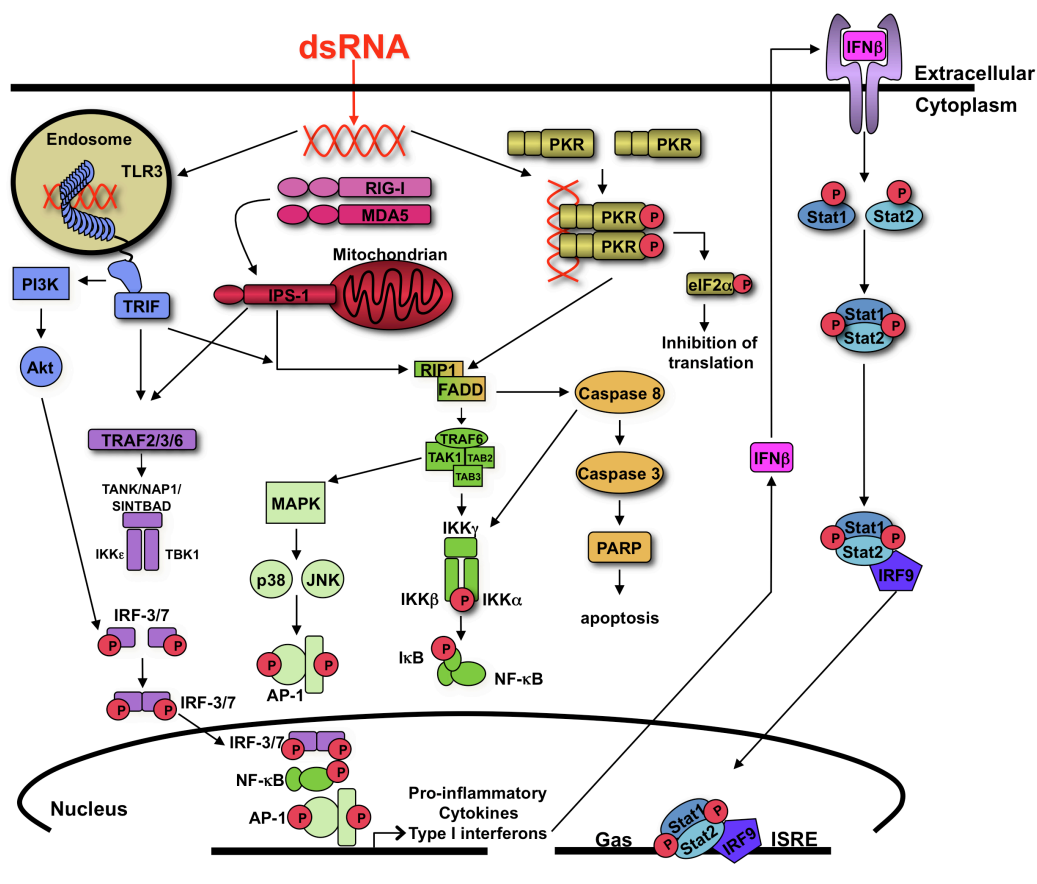 dsRNA
IFNβ
Extracellular
Cytoplasm
Endosome
TLR3
PKR
PKR
RIG-I
MDA5
PKR
P
PKR
P
P
Stat1
P
Stat2
Mitochondrian
IPS-1
PI3K
TRIF
eIF2α
P
Inhibition of
translation
Stat1
Stat2
P
P
Akt
RIP1
FADD
Caspase 8
TRAF2/3/6
TRAF6
TAK1
TAB2
TAB3
Caspase 3
IFNβ
TANK/NAP1/
SINTBAD
IKKε
TBK1
MAPK
IKKγ
PARP
Stat1
Stat2
P
P
IRF9
p38
JNK
IKKβ
P
IKKα
apoptosis
IRF-3/7
P
P
P
P
AP-1
P
IκB
NF-κB
P
P
IRF-3/7
IRF-3/7
P
P
NF-κB
P
AP-1
P
P
Nucleus
Pro-inflammatory
Cytokines
Type I interferons
Gas
Stat1
P
Stat2
P
IRF9
ISRE